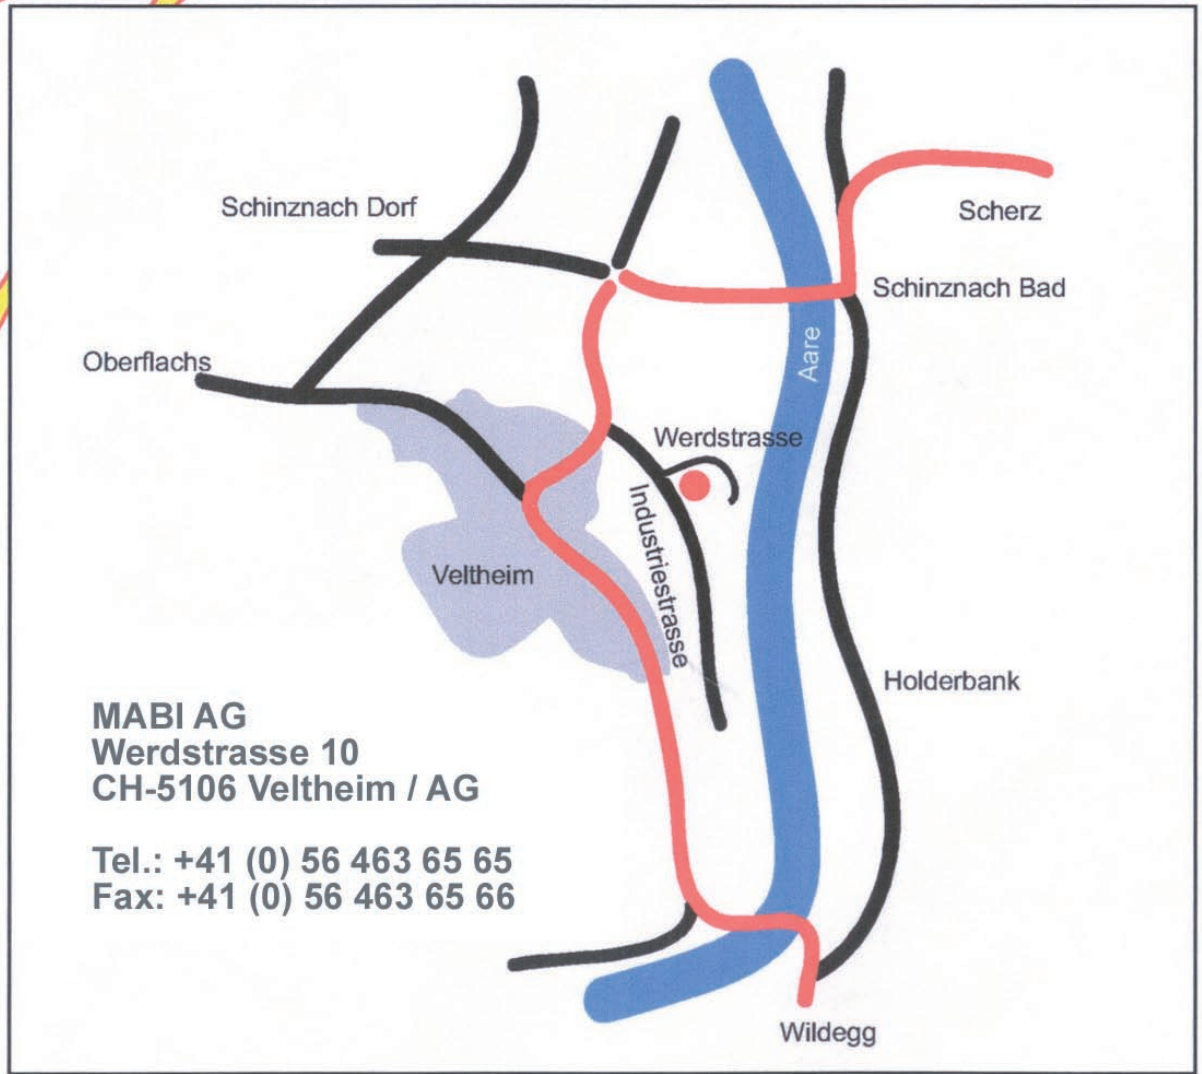 Schinznach Dorf
Scherz
Schinznach Bad
Aare
Oberflachs
Werdstrasse
Industriestrasse
Veltheim
Holderbank
MABI AG
Werdstrasse 10
CH-5106 Veltheim / AG
Tel.: +41 (0) 56 463 65 65
Fax: +41 (0) 56 463 65 66
Wildegg